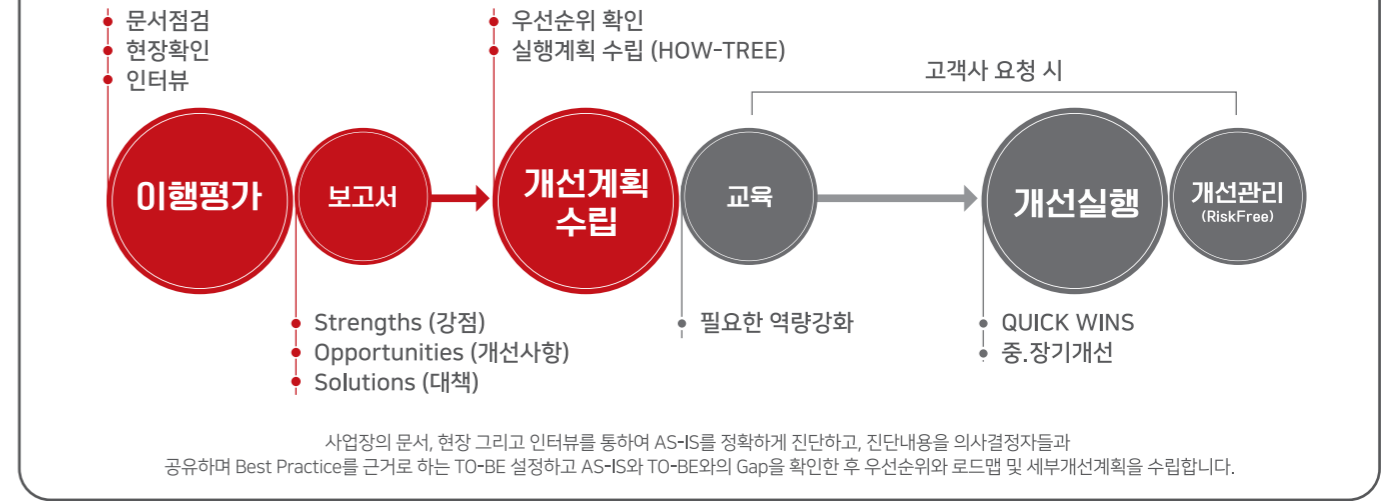 문서점검
현장확인
인터뷰
우선순위 확인
실행계획 수립 (HOW-TREE)
고객사 요청 시
이행평가
보고서
개선계획
수립
교육
개선실행
개선관리
(RiskFree)
Strengths (강점)
Opportunities (개선사항)
Solutions (대책)
필요한 역량강화
QUICK WINS
중.장기개선
사업장의 문서, 현장 그리고 인터뷰를 통하여 AS-IS를 정확하게 진단하고, 진단내용을 의사결정자들과
공유하며 Best Practice를 근거로 하는 TO-BE 설정하고 AS-IS와 TO-BE와의 Gap을 확인한 후 우선순위와 로드맵 및 세부개선계획을 수립합니다.